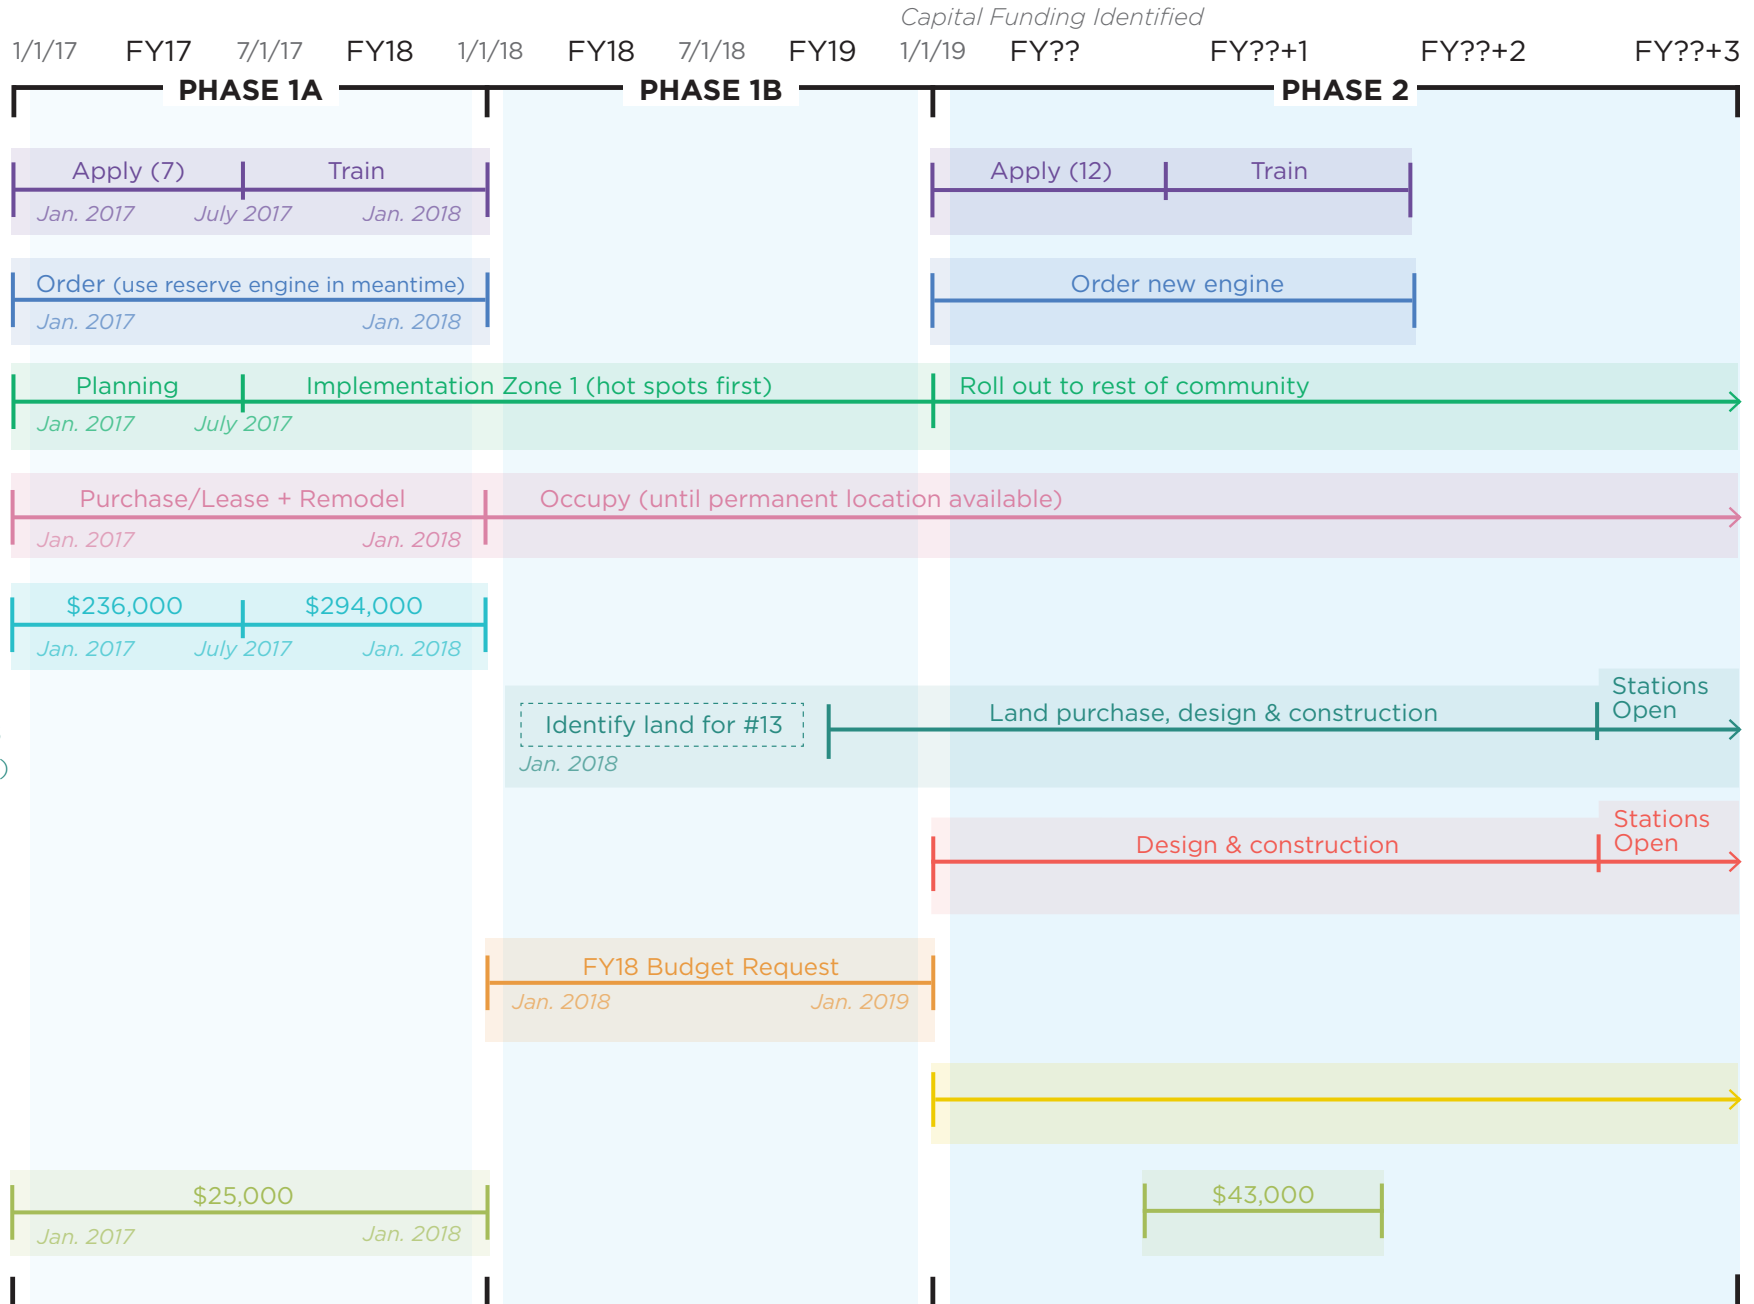 Capital Funding Identified
1/1/17 FY17 7/1/17 FY18 1/1/18 FY18 7/1/18 FY19 1/1/19 FY?? FY??+1 FY??+2 FY??+3
PHASE 1A PHASE 1B PHASE 2
Apply (7) Train Apply (12) Train
Jan. 2017 July 2017 Jan. 2018
Order (use reserve engine in meantime) Order new engine
Jan. 2017 Jan. 2018
Planning Implementation Zone 1 (hot spots first) Roll out to rest of community
Jan. 2017 July 2017
Purchase/Lease + Remodel Occupy (until permanent location available)
Jan. 2017 Jan. 2018
$236,000 $294,000
Jan. 2017 July 2017 Jan. 2018
Stations
Identify land for #13 Land purchase, design & construction Open
) Jan. 2018
Stations
Design & construction Open
FY18 Budget Request
Jan. 2018 Jan. 2019
$25,000 $43,000
Jan. 2017 Jan. 2018